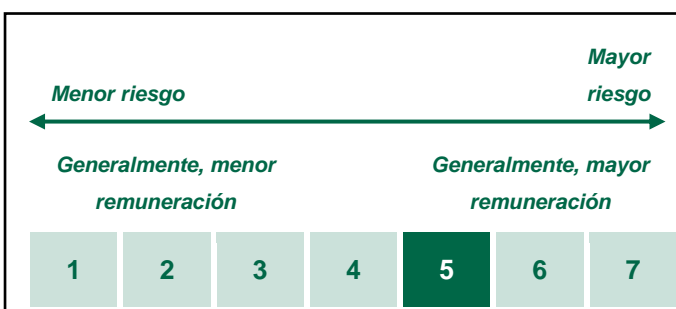 Mayor
Menor riesgo riesgo
Generalmente, menor Generalmente, mayor
remuneración remuneración
1 2 3 4 5 6 7